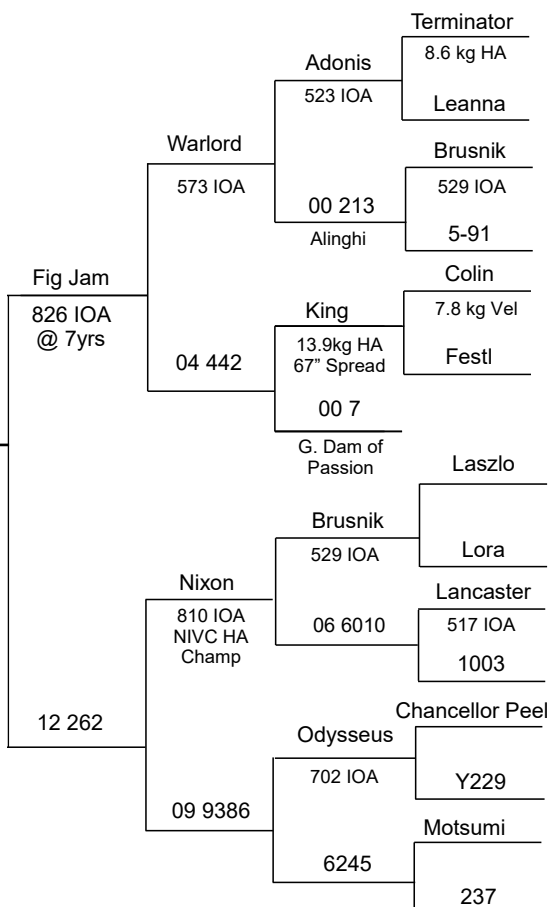 Terminator
8.6 kg HA
Adonis
523 IOA
Leanna
Warlord
573 IOA
Brusnik
529 IOA
00 213
Alinghi
5-91
Fig Jam
826 IOA
@ 7yrs
Colin
7.8 kg Vel
King
13.9kg HA
67” Spread
Festl
04 442
00 7
G. Dam of
Passion
Laszlo
Brusnik
529 IOA
Lora
Nixon
810 IOA
NIVC HA
Champ
Lancaster
517 IOA
06 6010
1003
12 262
Chancellor Peel
Odysseus
702 IOA
Y229
09 9386
Motsumi
6245
237